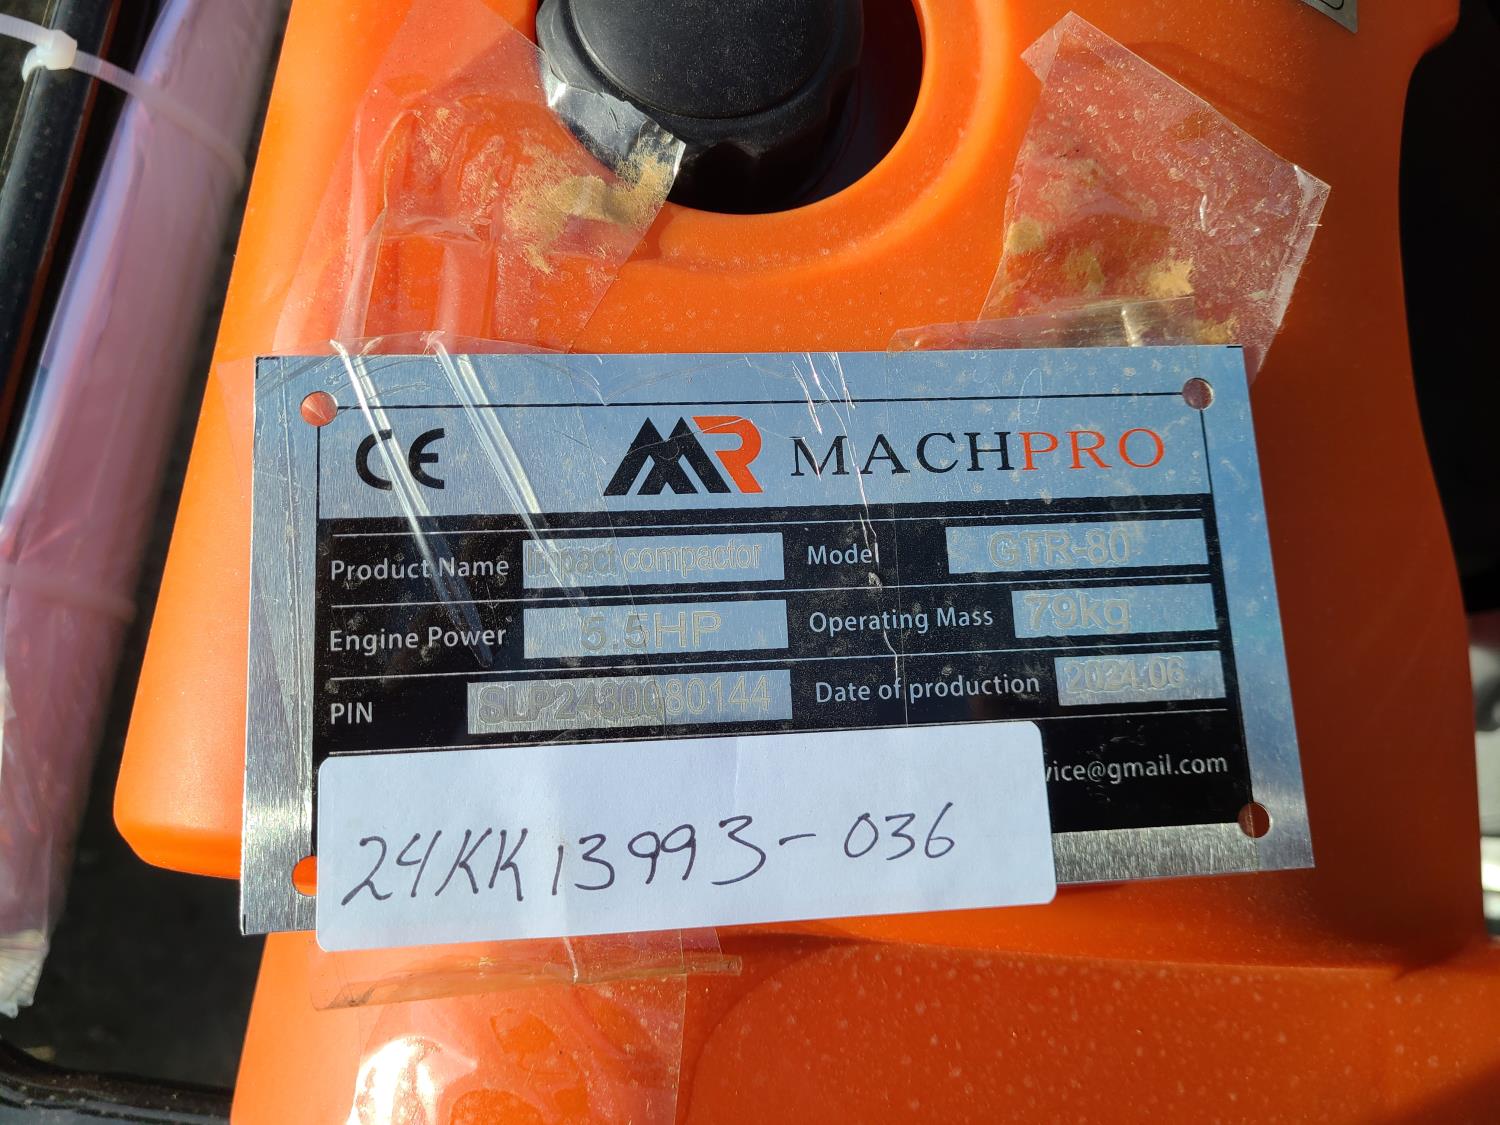 CE MR MACHPRO
Product Name Impact compactor Model GTR-80
Engine Power 5.5HP Operating Mass 79kg
PIN SLP2430080144 Date of production 2024.06
vice@gmail.com
24KK13993-036